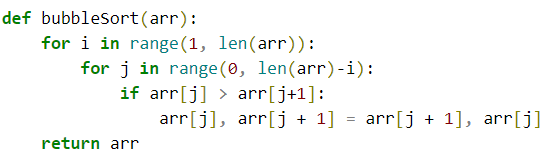 def bubbleSort(arr):
    for i in range(1, len(arr)):
        for j in range(0, len(arr)-i):
            if arr[j] > arr[j+1]:
                arr[j], arr[j + 1] = arr[j + 1], arr[j]
    return arr